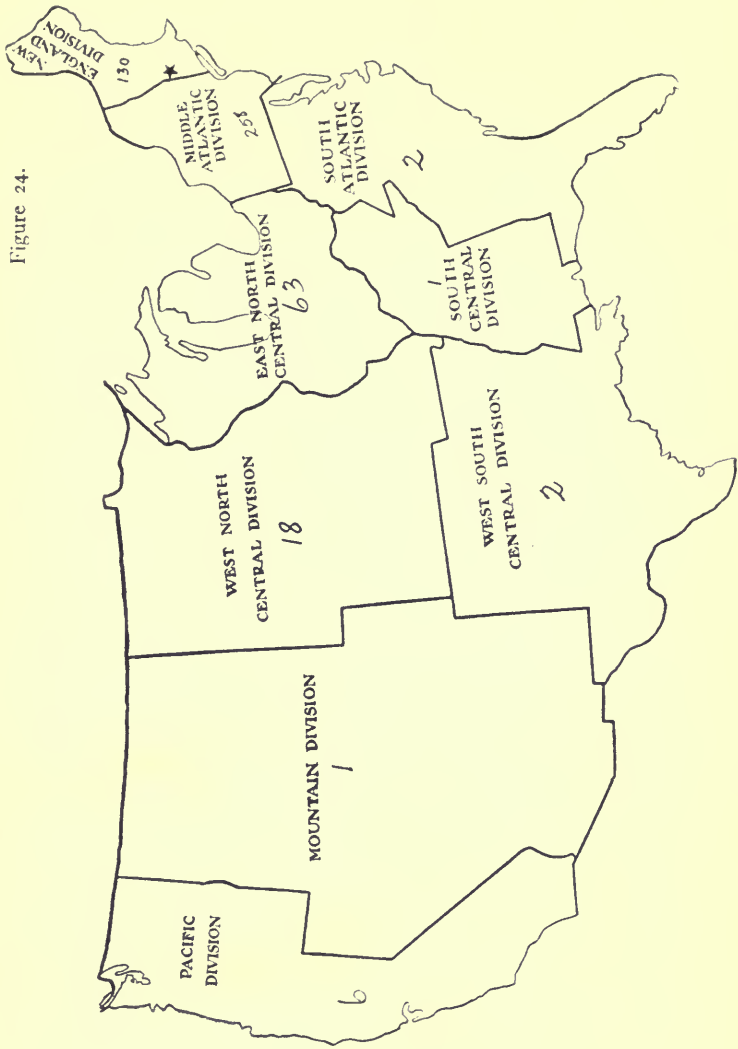 Figure 24.
NEW
ENGLAND
DIVISION
130
MIDDLE
ATLANTIC
DIVISION
258
SOUTH
ATLANTIC
DIVISION
2
EAST NORTH
CENTRAL DIVISION
63
1
SOUTH
CENTRAL
DIVISION
WEST NORTH
CENTRAL DIVISION
18
WEST SOUTH
CENTRAL DIVISION
2
MOUNTAIN DIVISION
1
PACIFIC
DIVISION
6